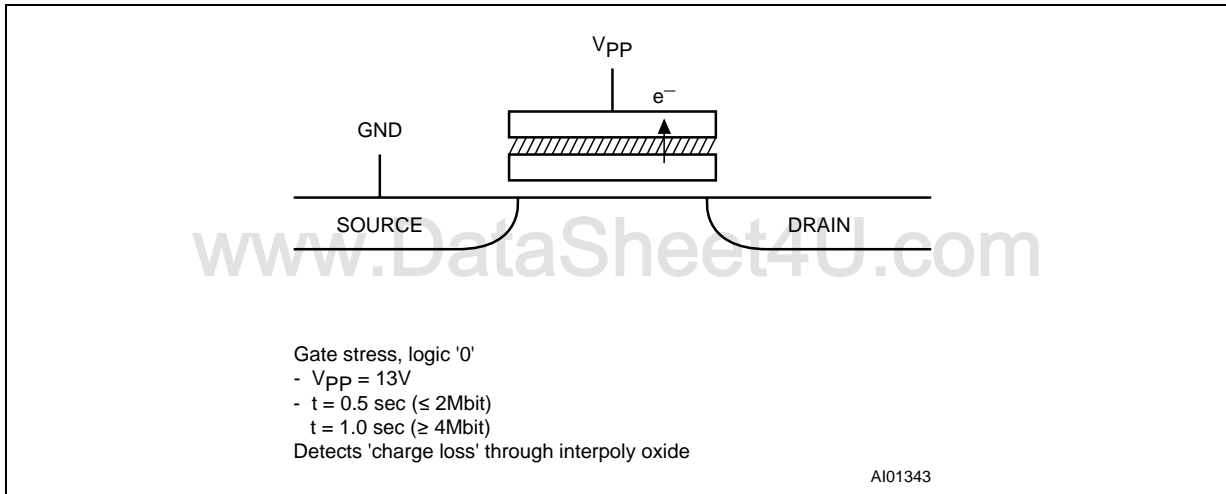 VPP
e–
GND
SOURCE
DRAIN
www.DataSheet4U.com
Gate stress, logic '0'
- VPP = 13V
- t = 0.5 sec (≤ 2Mbit)
t = 1.0 sec (≥ 4Mbit)
Detects 'charge loss' through interpoly oxide
AI01343